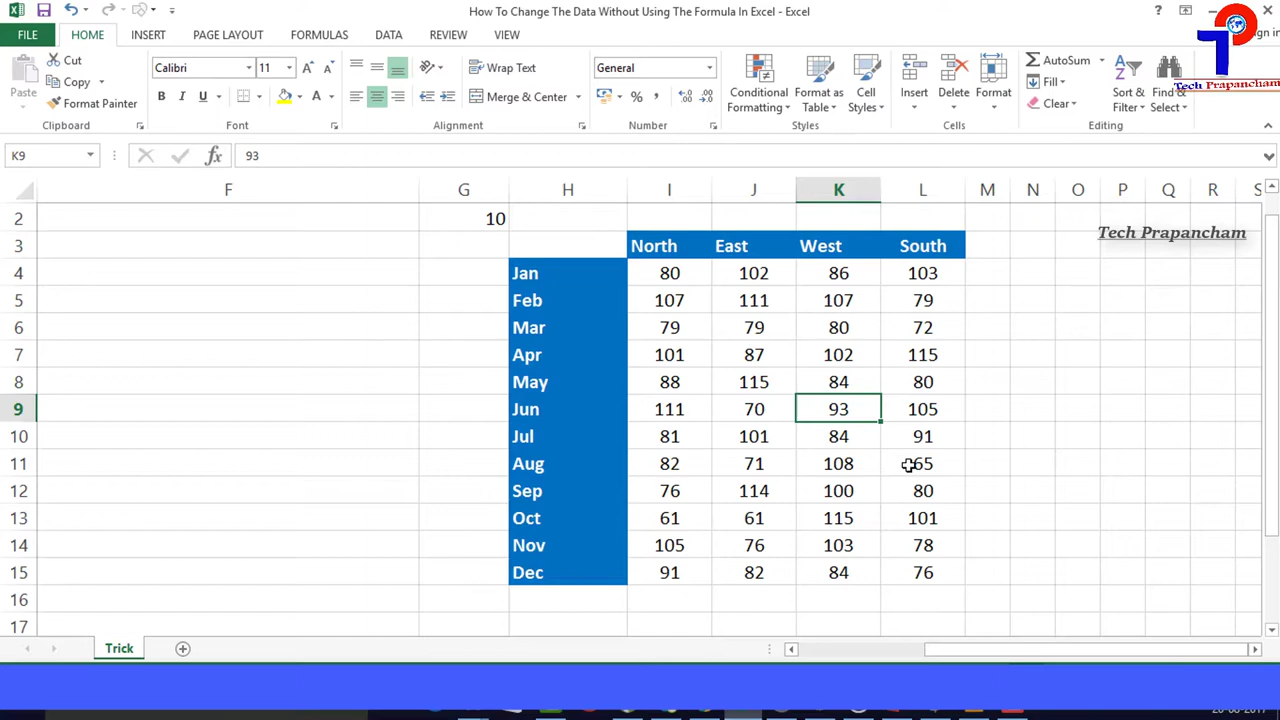 How To Change The Data Without Using The Formula In Excel - Excel
?
FILE HOME INSERT PAGE LAYOUT FORMULAS DATA REVIEW VIEW
Tech Prapancham
Paste Cut Copy Format Painter
Clipboard
Calibri 11
B I U A
Font
Wrap Text
Merge & Center
Alignment
General
%
Number
Conditional Formatting
Format as Table
Cell Styles
Styles
Insert Delete Format
Cells
AutoSum
Fill
Clear
Sort & Filter
Find & Select
Editing
K9 fx 93
F G H I J K L M N O P Q R S
2 10
Tech Prapancham
3 North East West South
4 Jan 80 102 86 103
5 Feb 107 111 107 79
6 Mar 79 79 80 72
7 Apr 101 87 102 115
8 May 88 115 84 80
9 Jun 111 70 93 105
10 Jul 81 101 84 91
11 Aug 82 71 108 65
12 Sep 76 114 100 80
13 Oct 61 61 115 101
14 Nov 105 76 103 78
15 Dec 91 82 84 76
16
17
Trick